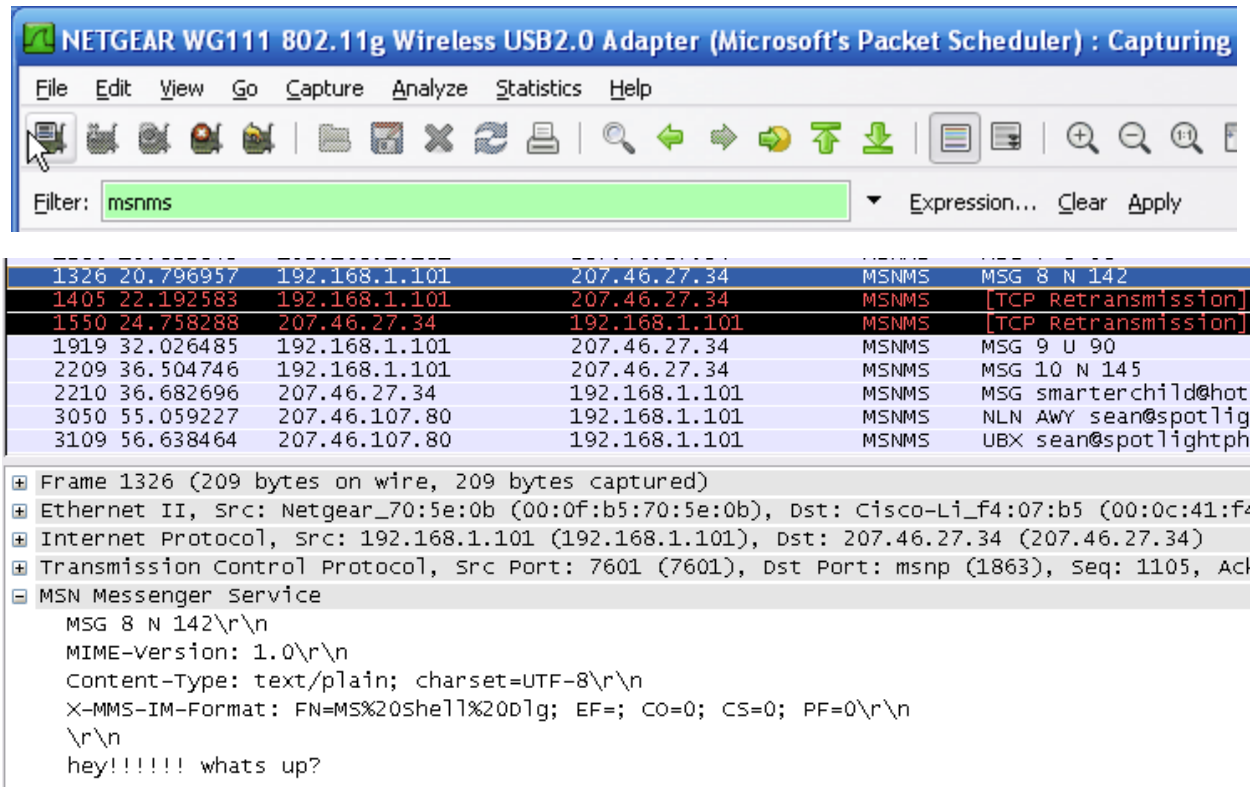 NETGEAR WG111 802.11g Wireless USB2.0 Adapter (Microsoft's Packet Scheduler) : Capturing
File Edit View Go Capture Analyze Statistics Help
Filter: msnms Expression... Clear Apply
1326 20.796957 192.168.1.101 207.46.27.34 MSNMS MSG 8 N 142
1405 22.192583 192.168.1.101 207.46.27.34 MSNMS [TCP Retransmission]
1550 24.758288 207.46.27.34 192.168.1.101 MSNMS [TCP Retransmission]
1919 32.026485 192.168.1.101 207.46.27.34 MSNMS MSG 9 U 90
2209 36.504746 192.168.1.101 207.46.27.34 MSNMS MSG 10 N 145
2210 36.682696 207.46.27.34 192.168.1.101 MSNMS MSG smarterchild@hot
3050 55.059227 207.46.107.80 192.168.1.101 MSNMS NLN AWY sean@spotlig
3109 56.638464 207.46.107.80 192.168.1.101 MSNMS UBX sean@spotlightph
Frame 1326 (209 bytes on wire, 209 bytes captured)
Ethernet II, Src: Netgear_70:5e:0b (00:0f:b5:70:5e:0b), Dst: Cisco-Li_f4:07:b5 (00:0c:41:f4
Internet Protocol, Src: 192.168.1.101 (192.168.1.101), Dst: 207.46.27.34 (207.46.27.34)
Transmission Control Protocol, Src Port: 7601 (7601), Dst Port: msnp (1863), Seq: 1105, Ack
MSN Messenger Service
MSG 8 N 142\r\n
MIME-Version: 1.0\r\n
Content-Type: text/plain; charset=UTF-8\r\n
X-MMS-IM-Format: FN=MS%20Shell%20Dlg; EF=; CO=0; CS=0; PF=0\r\n
\r\n
hey!!!!!! whats up?